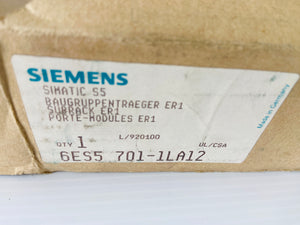 SIEMENS
SIMATIC S5
BAUGRUPPENTRAEGER ER1
SUBRACK ER1
PORTE-MODULES ER1
Made in Germany
L/920100
QTY 1 UL/CSA
6ES5 701-1LA12